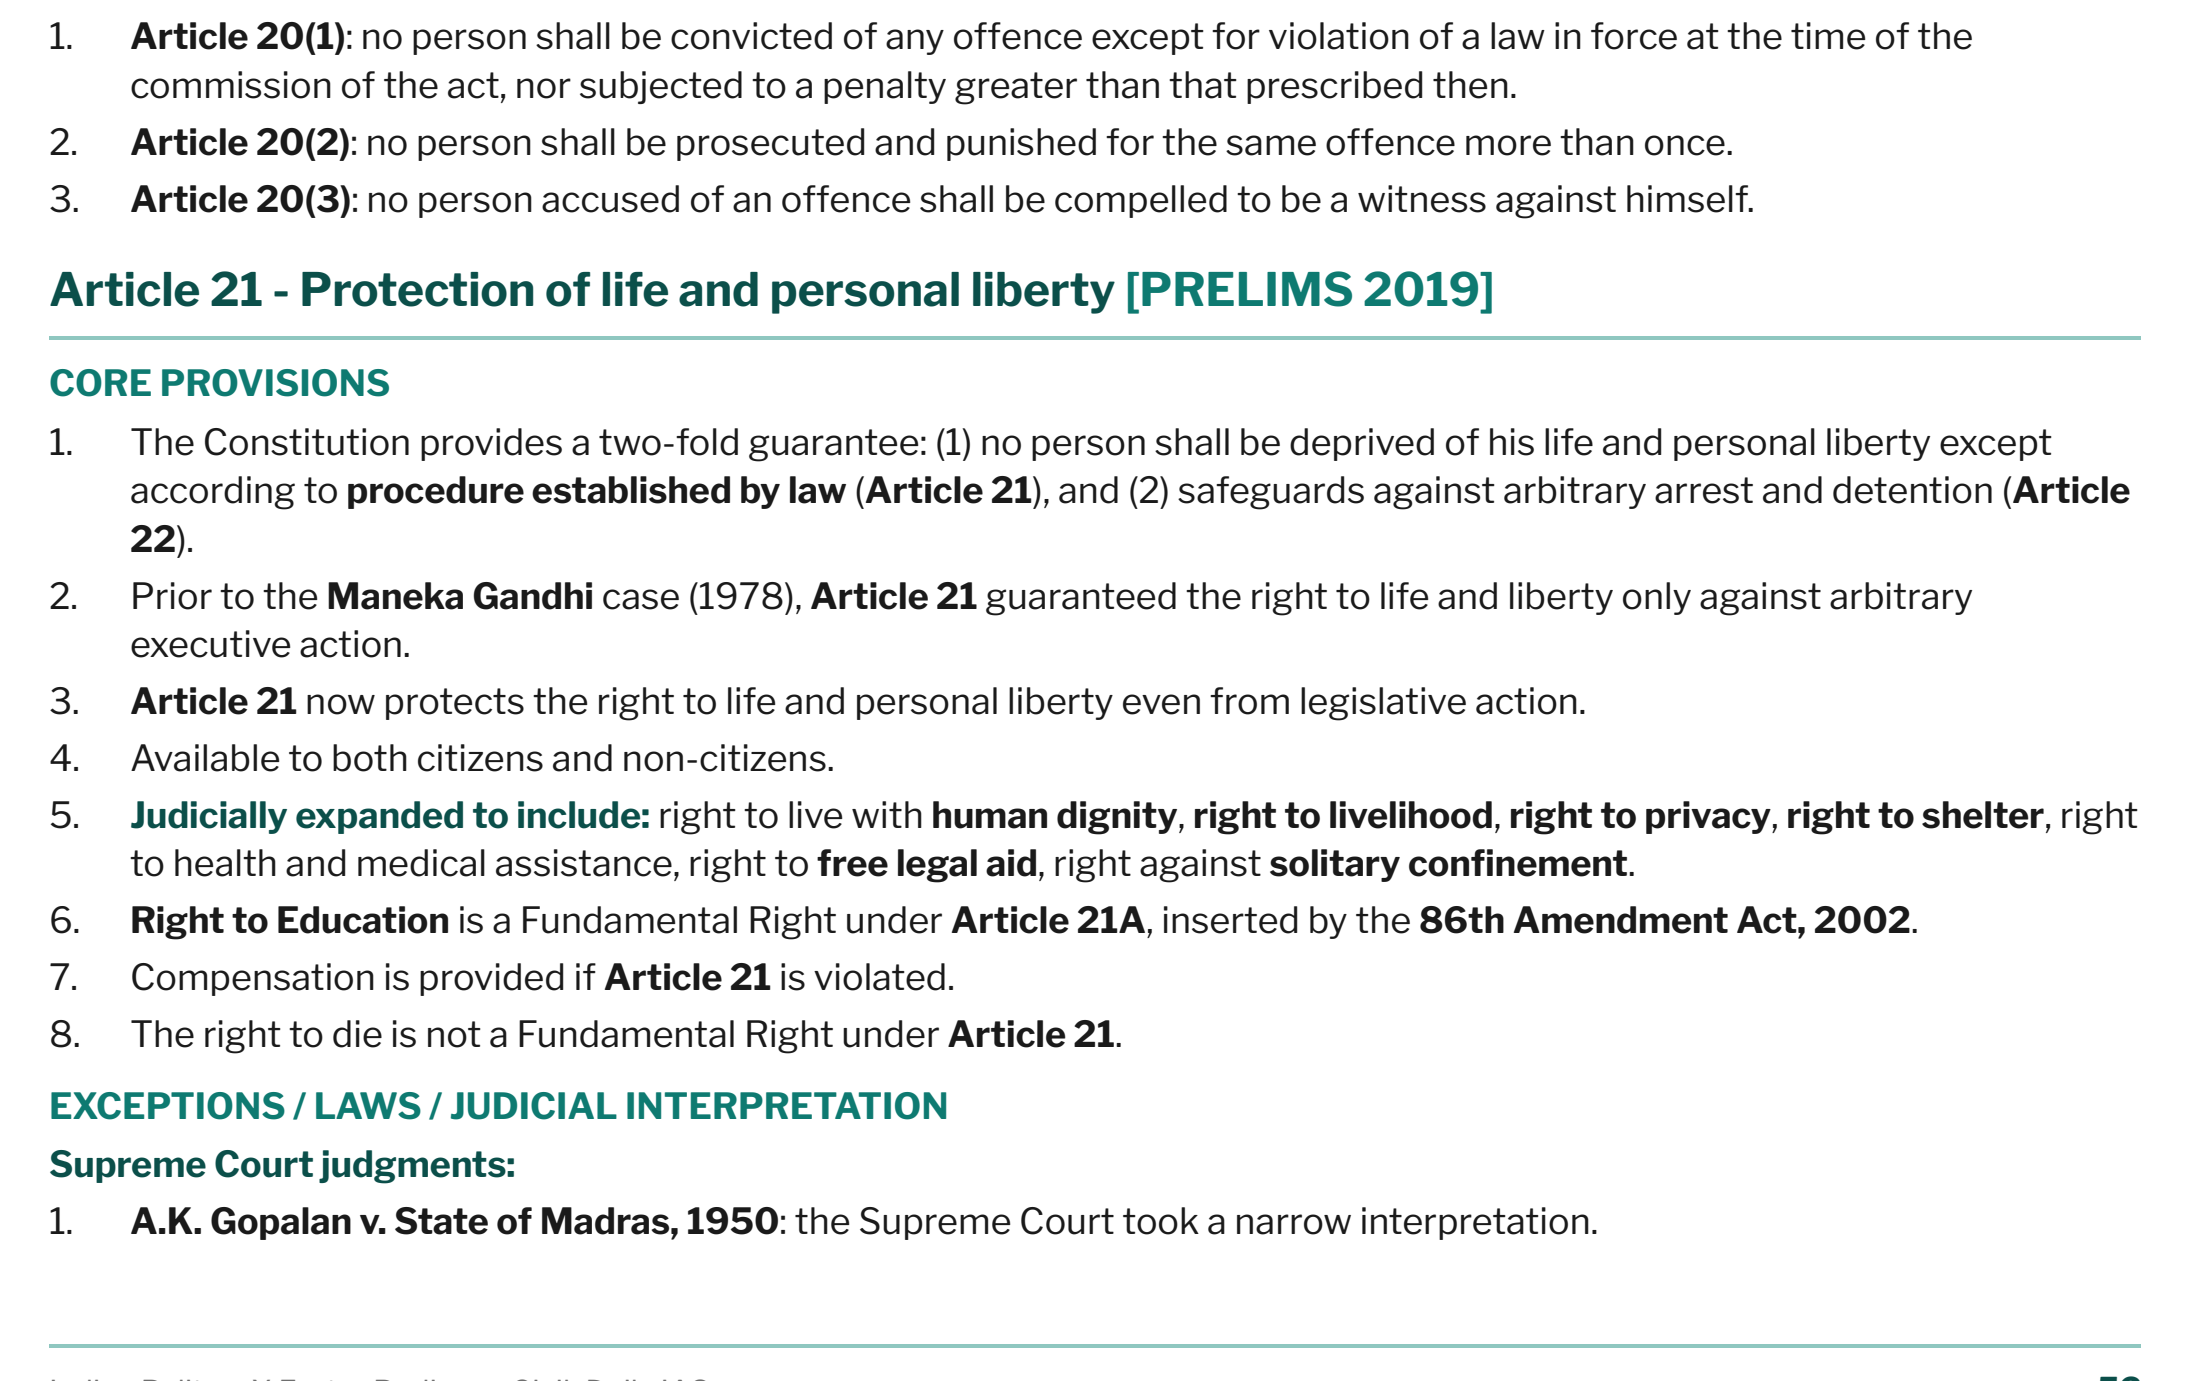 1. Article 20(1): no person shall be convicted of any offence except for violation of a law in force at the time of the
commission of the act, nor subjected to a penalty greater than that prescribed then.
2. Article 20(2): no person shall be prosecuted and punished for the same offence more than once.
3. Article 20(3): no person accused of an offence shall be compelled to be a witness against himself.
Article 21 - Protection of life and personal liberty [PRELIMS 2019]
CORE PROVISIONS
1. The Constitution provides a two-fold guarantee: (1) no person shall be deprived of his life and personal liberty except
according to procedure established by law (Article 21), and (2) safeguards against arbitrary arrest and detention (Article
22).
2. Prior to the Maneka Gandhi case (1978), Article 21 guaranteed the right to life and liberty only against arbitrary
executive action.
3. Article 21 now protects the right to life and personal liberty even from legislative action.
4. Available to both citizens and non-citizens.
5. Judicially expanded to include: right to live with human dignity, right to livelihood, right to privacy, right to shelter, right
to health and medical assistance, right to free legal aid, right against solitary confinement.
6. Right to Education is a Fundamental Right under Article 21A, inserted by the 86th Amendment Act, 2002.
7. Compensation is provided if Article 21 is violated.
8. The right to die is not a Fundamental Right under Article 21.
EXCEPTIONS / LAWS / JUDICIAL INTERPRETATION
Supreme Court judgments:
1. A.K. Gopalan v. State of Madras, 1950: the Supreme Court took a narrow interpretation.